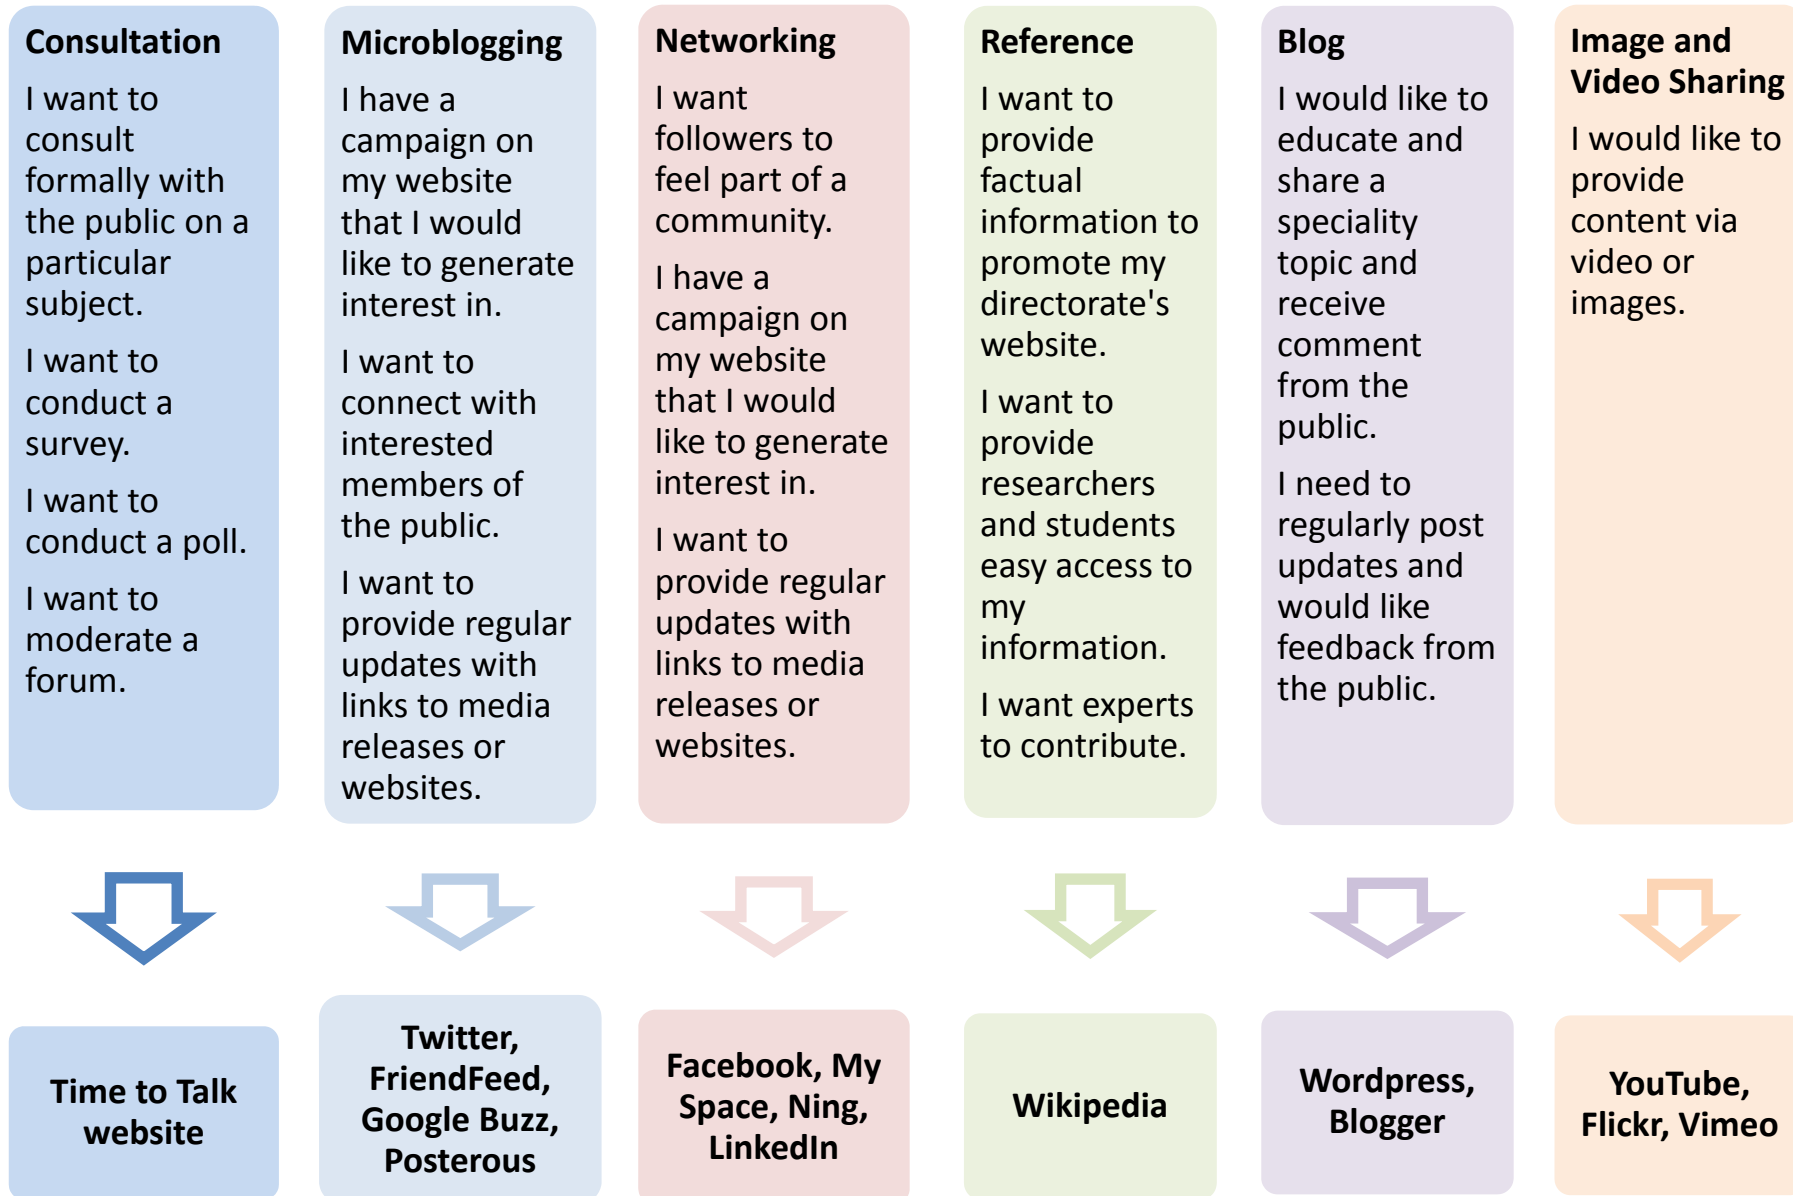 Consultation
I want to
consult
formally with
the public on a
particular
subject.
I want to
conduct a
survey.
I want to
conduct a poll.
I want to
moderate a
forum.
Microblogging
I have a
campaign on
my website
that I would
like to generate
interest in.
I want to
connect with
interested
members of
the public.
I want to
provide regular
updates with
links to media
releases or
websites.
Networking
I want
followers to
feel part of a
community.
I have a
campaign on
my website
that I would
like to generate
interest in.
I want to
provide regular
updates with
links to media
releases or
websites.
Reference
I want to
provide
factual
information to
promote my
directorate's
website.
I want to
provide
researchers
and students
easy access to
my
information.
I want experts
to contribute.
Blog
I would like to
educate and
share a
speciality
topic and
receive
comment
from the
public.
I need to
regularly post
updates and
would like
feedback from
the public.
Image and
Video Sharing
I would like to
provide
content via
video or
images.
Time to Talk
website
Twitter,
FriendFeed,
Google Buzz,
Posterous
Facebook, My
Space, Ning,
LinkedIn
Wikipedia
Wordpress,
Blogger
YouTube,
Flickr, Vimeo